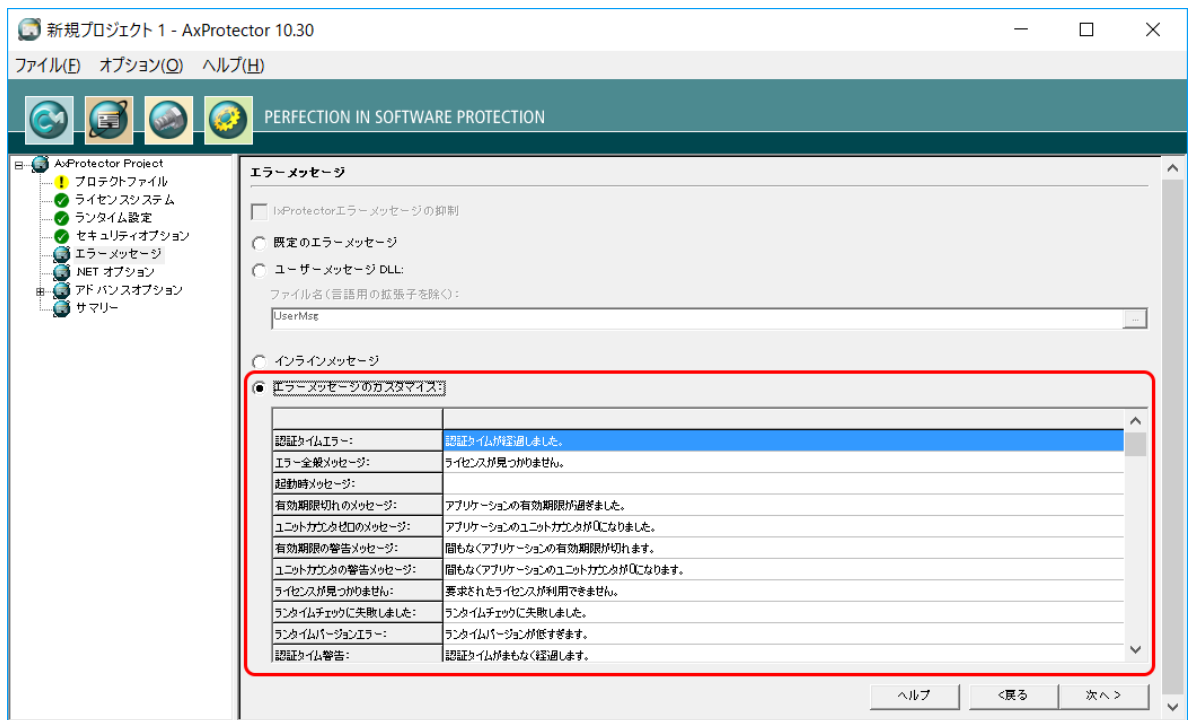 新規プロジェクト 1 - AxProtector 10.30
ファイル(F) オプション(O) ヘルプ(H)
PERFECTION IN SOFTWARE PROTECTION
AxProtector Project
プロテクトファイル
ライセンスシステム
ランタイム設定
セキュリティオプション
エラーメッセージ
NET オプション
アドバンスオプション
サマリー
エラーメッセージ
IxProtectorエラーメッセージの抑制
既定のエラーメッセージ
ユーザーメッセージ DLL:
ファイル名(言語用の拡張子を除く):
UserMsg
...
インラインメッセージ
エラーメッセージのカスタマイズ:
認証タイムエラー: 認証タイムが経過しました。
エラー全般メッセージ: ライセンスが見つかりません。
起動時メッセージ:
有効期限切れのメッセージ: アプリケーションの有効期限が過ぎました。
ユニットカウンタゼロのメッセージ: アプリケーションのユニットカウンタが0になりました。
有効期限の警告メッセージ: 間もなくアプリケーションの有効期限が切れます。
ユニットカウンタの警告メッセージ: 間もなくアプリケーションのユニットカウンタが0になります。
ライセンスが見つかりません: 要求されたライセンスが利用できません。
ランタイムチェックに失敗しました: ランタイムチェックに失敗しました。
ランタイムバージョンエラー: ランタイムバージョンが低すぎます。
認証タイム警告: 認証タイムがまもなく経過します。
ヘルプ <戻る 次へ >